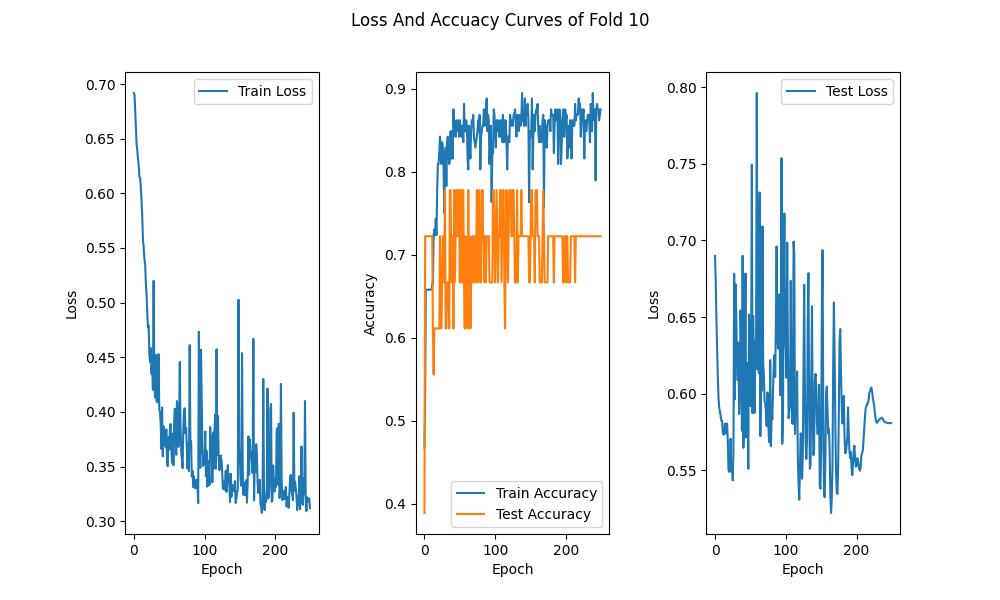 Loss And Accuacy Curves of Fold 10
Train Loss
0.70
0.65
0.60
0.55
0.50
0.45
0.40
0.35
0.30
Loss
0
100
200
Epoch
0.9
0.8
0.7
0.6
0.5
0.4
Accuracy
Train Accuracy
Test Accuracy
0
100
200
Epoch
Test Loss
0.80
0.75
0.70
0.65
0.60
0.55
Loss
0
100
200
Epoch